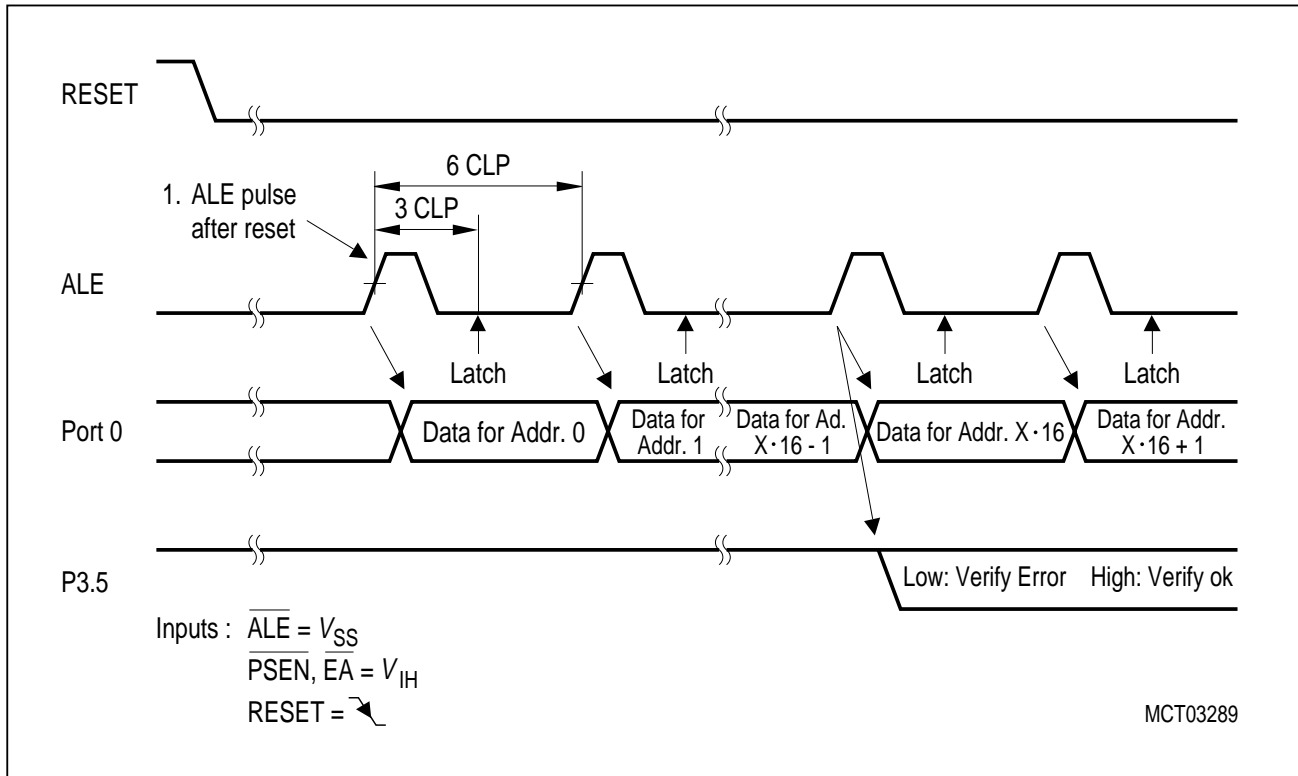 RESET
6 CLP
1. ALE pulse
after reset
3 CLP
ALE
Latch Latch Latch Latch
Port 0
Data for Addr. 0
Data for
Addr. 1
Data for Ad.
X·16 - 1
Data for Addr. X·16
Data for Addr.
X·16 + 1
P3.5
Low: Verify Error High: Verify ok
Inputs : ALE = VSS
PSEN, EA = VIH
RESET =
MCT03289